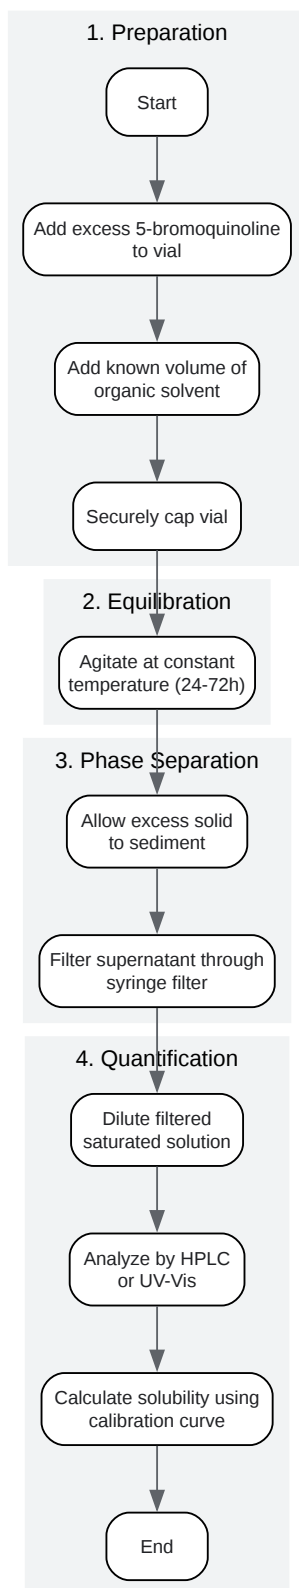 1. Preparation
Start
Add excess 5-bromoquinoline
to vial
Add known volume of
organic solvent
Securely cap vial
2. Equilibration
Agitate at constant
temperature (24-72h)
3. Phase Separation
Allow excess solid
to sediment
Filter supernatant through
syringe filter
4. Quantification
Dilute filtered
saturated solution
Analyze by HPLC
or UV-Vis
Calculate solubility using
calibration curve
End